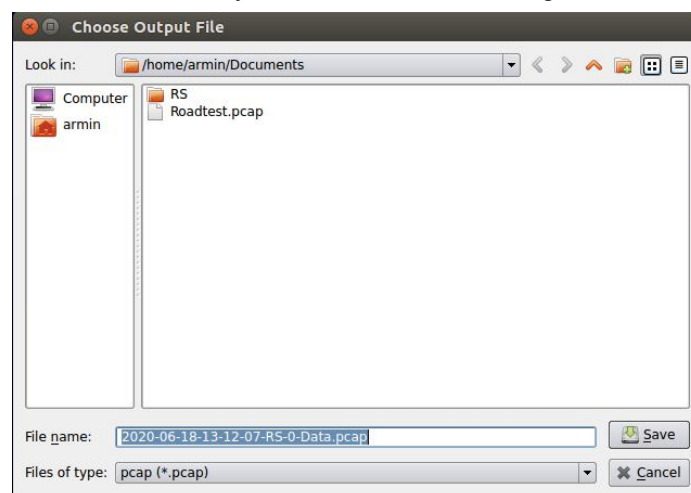 Choose Output File
Look in: /home/armin/Documents
Computer
armin
RS
Roadtest.pcap
File name: 2020-06-18-13-12-07-RS-0-Data.pcap
Save
Files of type: pcap (*.pcap)
Cancel